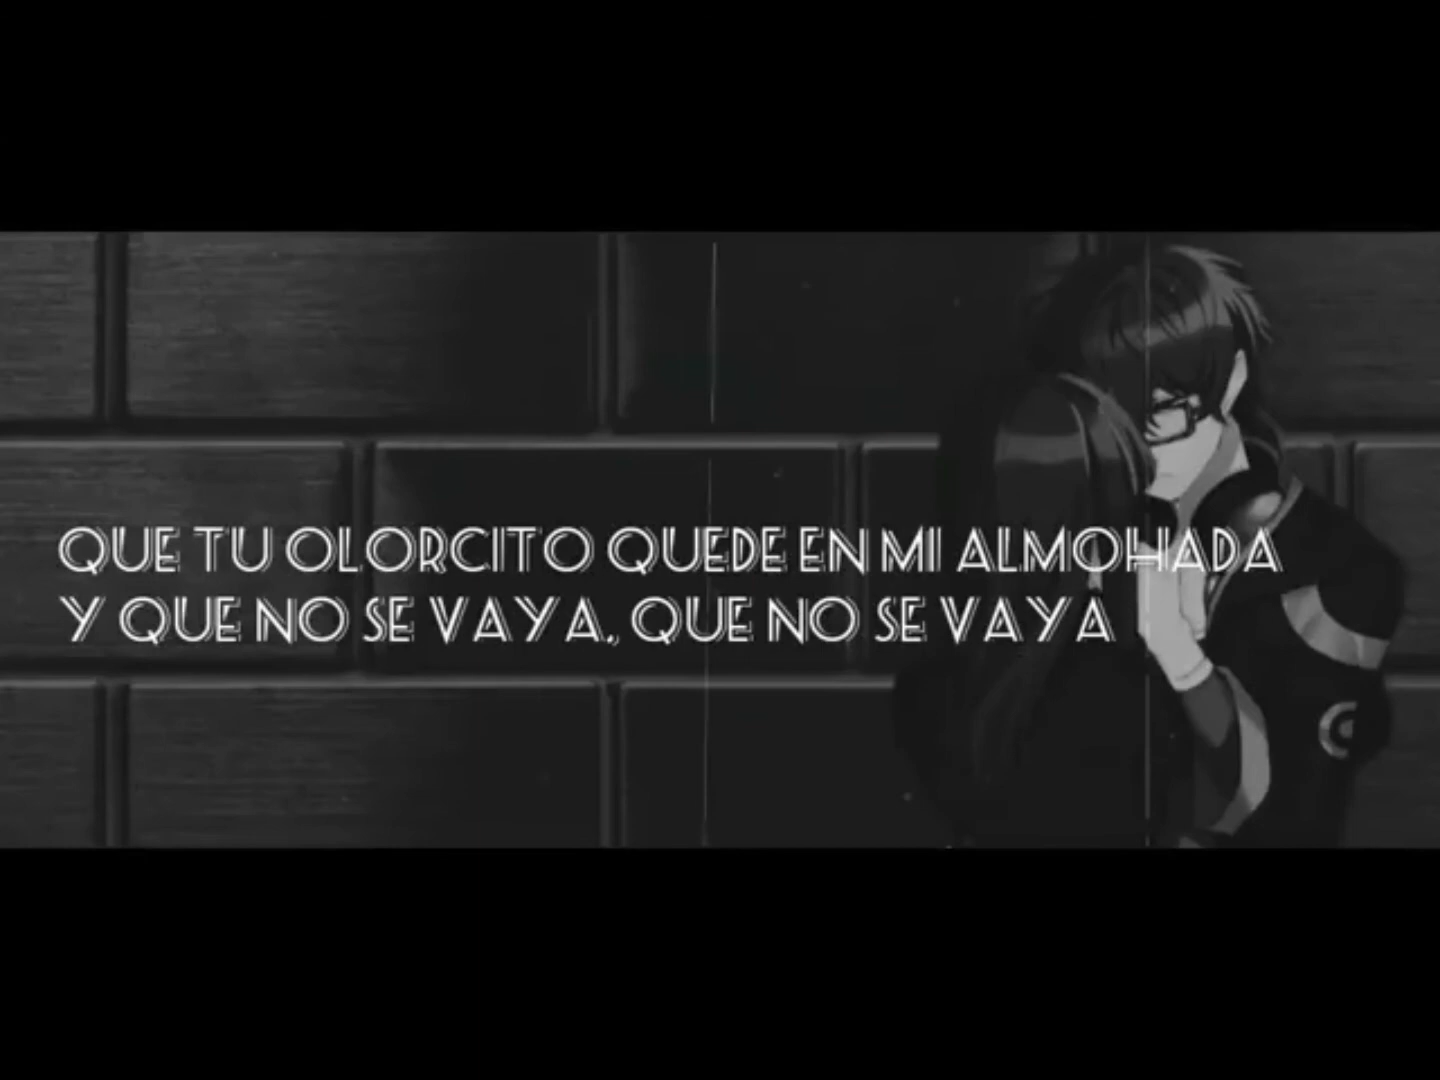 QUE TU OLORCITO QUEDE EN MI ALMOHADA
Y QUE NO SE VAYA., QUE NO SE VAYA